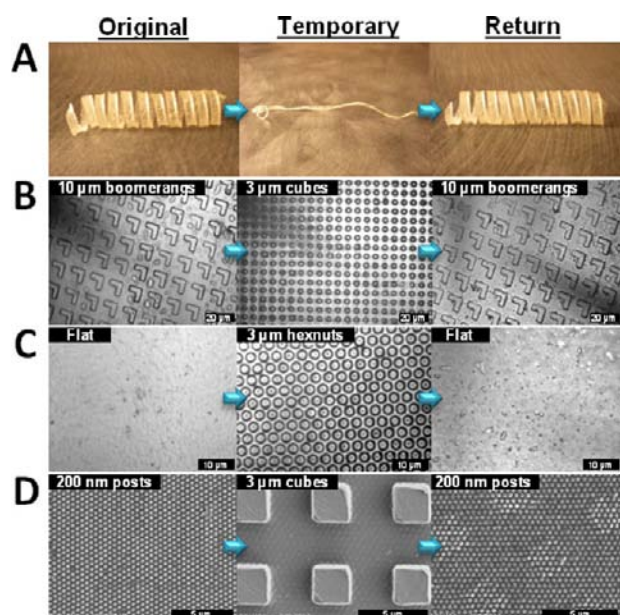 Original Temporary Return
A
B
10 µm boomerangs 3 µm cubes 10 µm boomerangs
20 µm 20 µm 20 µm
C
Flat 3 µm hexnuts Flat
10 µm 10 µm 10 µm
D
200 nm posts 3 µm cubes 200 nm posts
5 µm 5 µm 5 µm